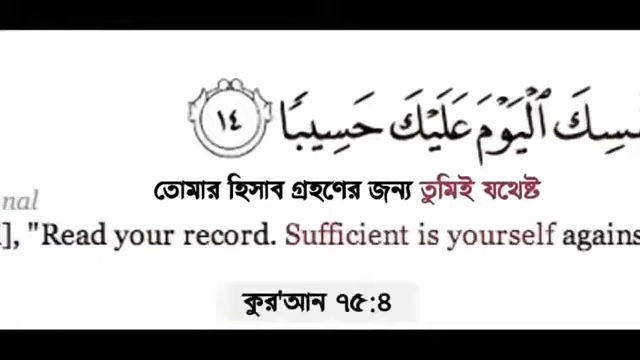 فْسِكَ ٱلْيَوْمَ عَلَيْكَ حَسِيبًا ١٤
তোমার হিসাব গ্রহণের জন্য তুমিই যথেষ্ট
nal
], "Read your record. Sufficient is yourself agains
কুর'আন ৭৫:৪